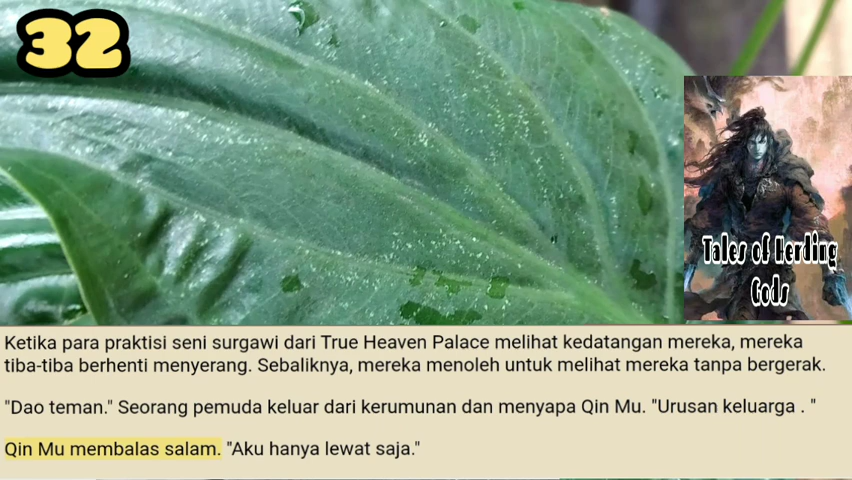 32
Tales of Herding
Gods
Ketika para praktisi seni surgawi dari True Heaven Palace melihat kedatangan mereka, mereka
tiba-tiba berhenti menyerang. Sebaliknya, mereka menoleh untuk melihat mereka tanpa bergerak.
"Dao teman." Seorang pemuda keluar dari kerumunan dan menyapa Qin Mu. "Urusan keluarga . "
Qin Mu membalas salam. "Aku hanya lewat saja."